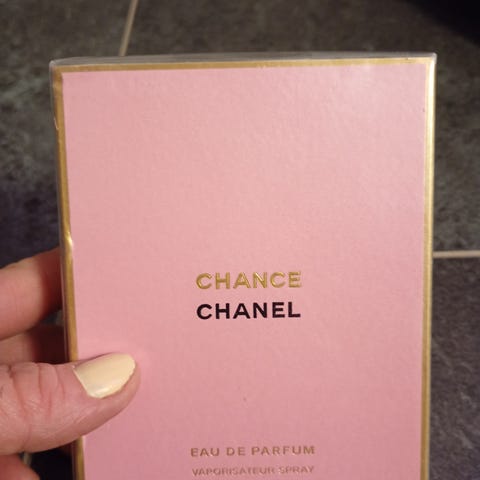 CHANCE
CHANEL
EAU DE PARFUM
VAPORISATEUR SPRAY